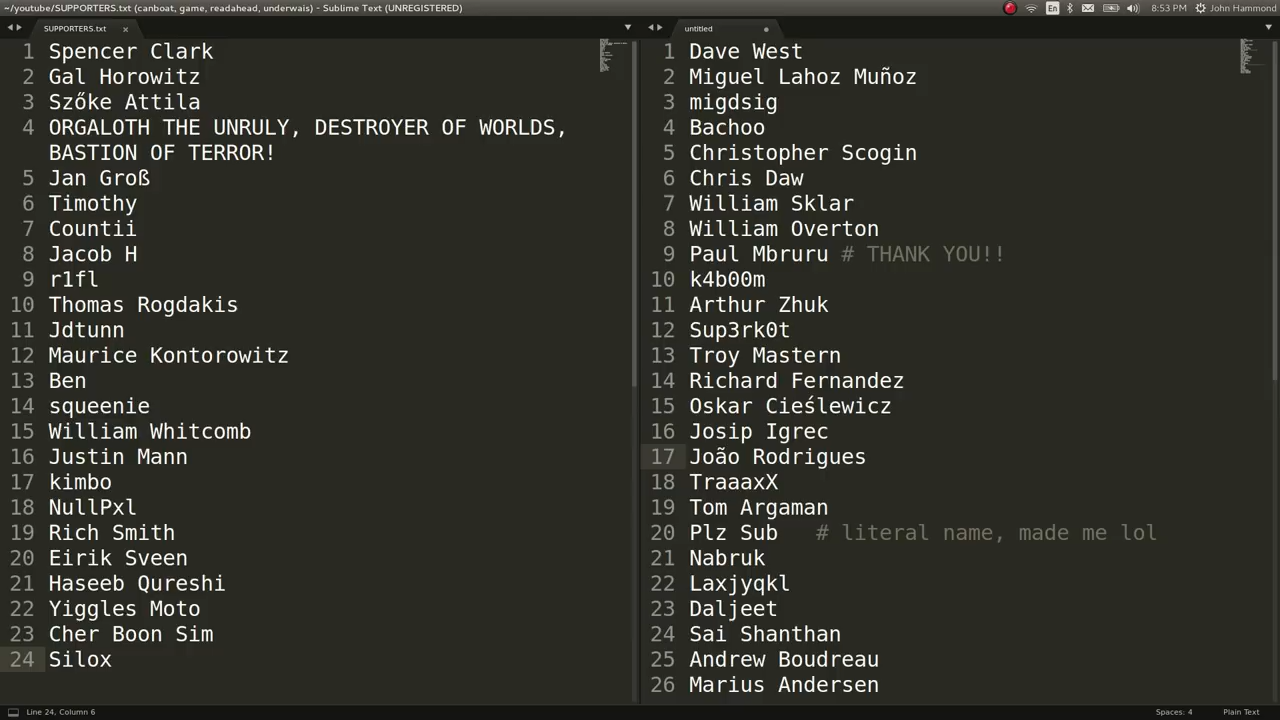 ~/youtube/SUPPORTERS.txt (canboat, game, readahead, underwais) - Sublime Text (UNREGISTERED)
En
8:53 PM
John Hammond
SUPPORTERS.txt
untitled
1 Spencer Clark
2 Gal Horowitz
3 Szőke Attila
4 ORGALOTH THE UNRULY, DESTROYER OF WORLDS,
BASTION OF TERROR!
5 Jan Groß
6 Timothy
7 Countii
8 Jacob H
9 r1fl
10 Thomas Rogdakis
11 Jdtunn
12 Maurice Kontorowitz
13 Ben
14 squeenie
15 William Whitcomb
16 Justin Mann
17 kimbo
18 NullPxl
19 Rich Smith
20 Eirik Sveen
21 Haseeb Qureshi
22 Yiggles Moto
23 Cher Boon Sim
24 Silox
1 Dave West
2 Miguel Lahoz Muñoz
3 migdsig
4 Bachoo
5 Christopher Scogin
6 Chris Daw
7 William Sklar
8 William Overton
9 Paul Mbruru # THANK YOU!!
10 k4b00m
11 Arthur Zhuk
12 Sup3rk0t
13 Troy Mastern
14 Richard Fernandez
15 Oskar Cieślewicz
16 Josip Igrec
17 João Rodrigues
18 TraaaxX
19 Tom Argaman
20 Plz Sub # literal name, made me lol
21 Nabruk
22 Laxjyqkl
23 Daljeet
24 Sai Shanthan
25 Andrew Boudreau
26 Marius Andersen
Line 24, Column 6
Spaces: 4
Plain Text